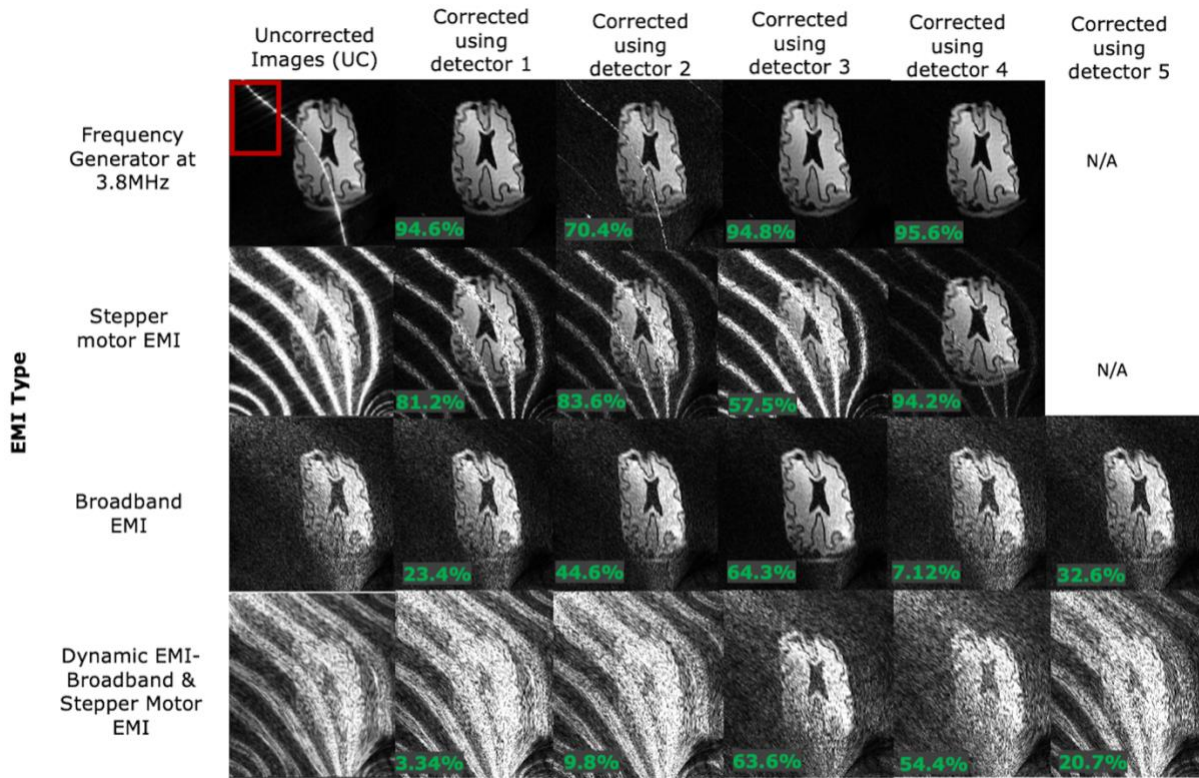 Uncorrected
Images (UC)
Corrected
using
detector 1
Corrected
using
detector 2
Corrected
using
detector 3
Corrected
using
detector 4
Corrected
using
detector 5
EMI Type
Frequency
Generator at
3.8MHz
94.6%
70.4%
94.8%
95.6%
N/A
Stepper
motor EMI
81.2%
83.6%
57.5%
94.2%
N/A
Broadband
EMI
23.4%
44.6%
64.3%
7.12%
32.6%
Dynamic EMI-
Broadband &
Stepper Motor
EMI
3.34%
9.8%
63.6%
54.4%
20.7%